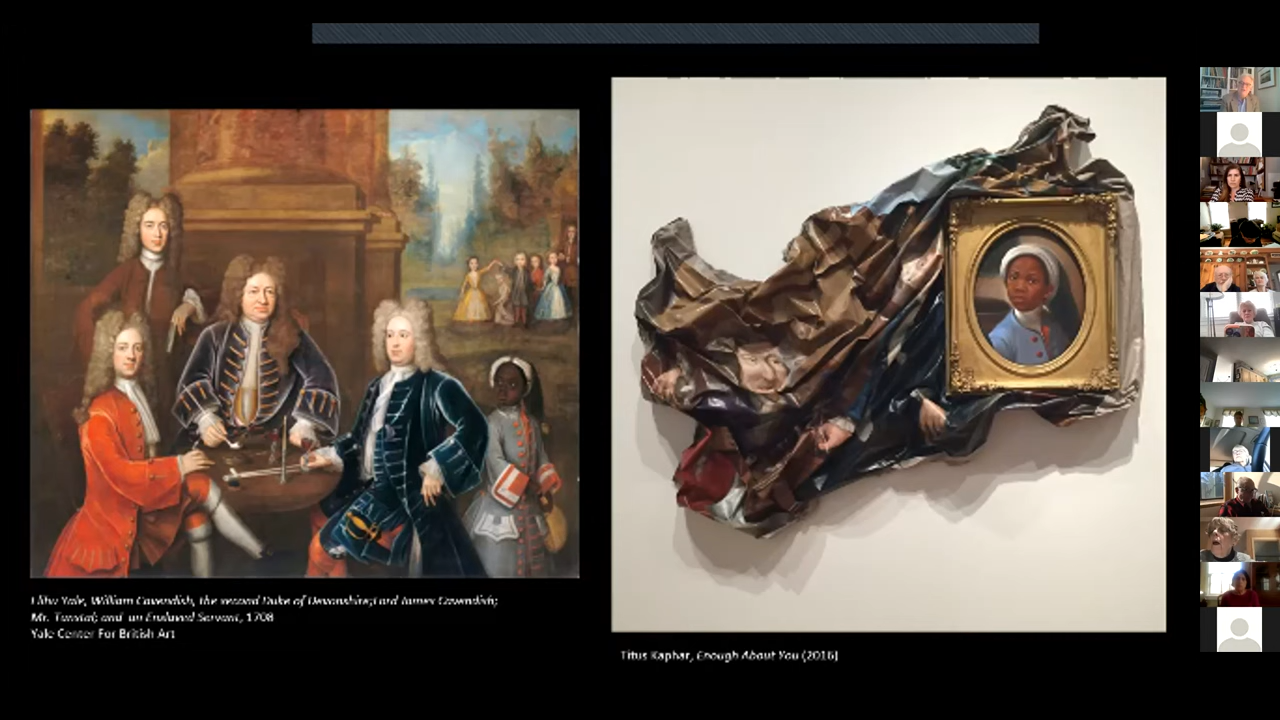 Elihu Yale, William Cavendish, the second Duke of Devonshire; Lord James Cavendish;
Mr. Tunstal; and an Enslaved Servant, 1708
Yale Center For British Art
Titus Kaphar, Enough About You (2016)